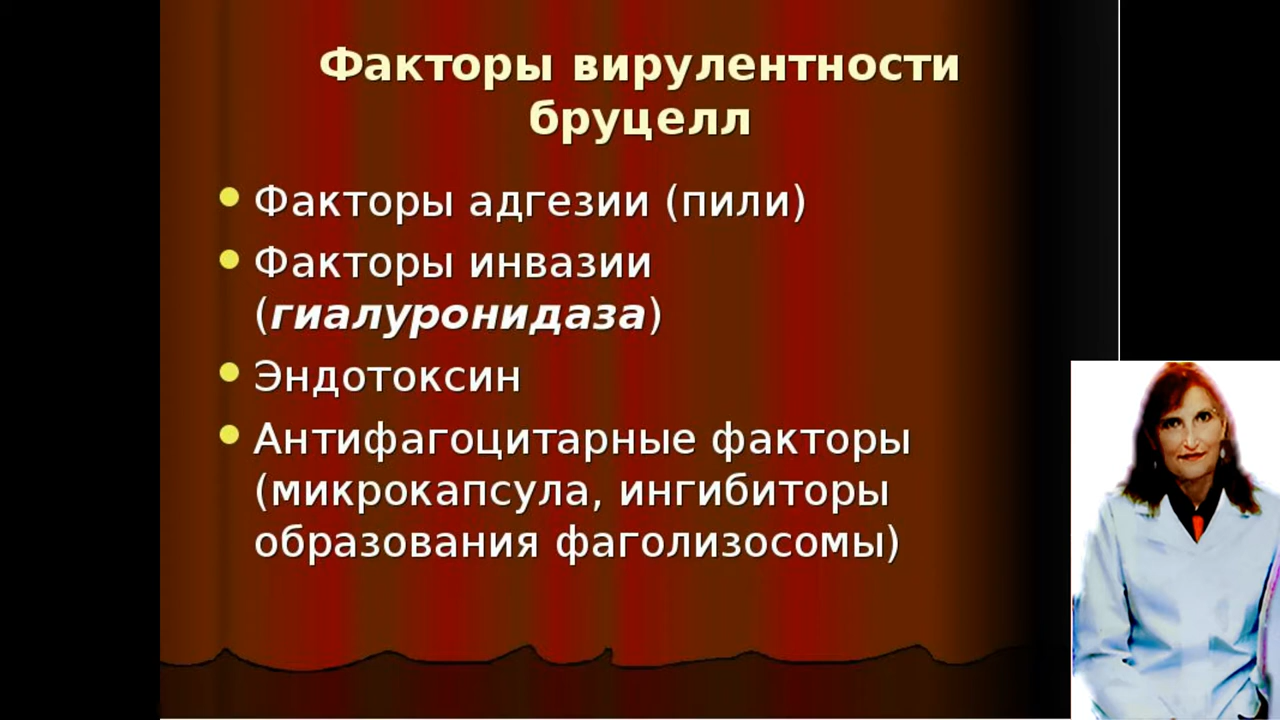 Факторы вирулентности
бруцелл
Факторы адгезии (пили)
Факторы инвазии
(гиалуронидаза)
Эндотоксин
Антифагоцитарные факторы
(микрокапсула, ингибиторы
образования фаголизосомы)